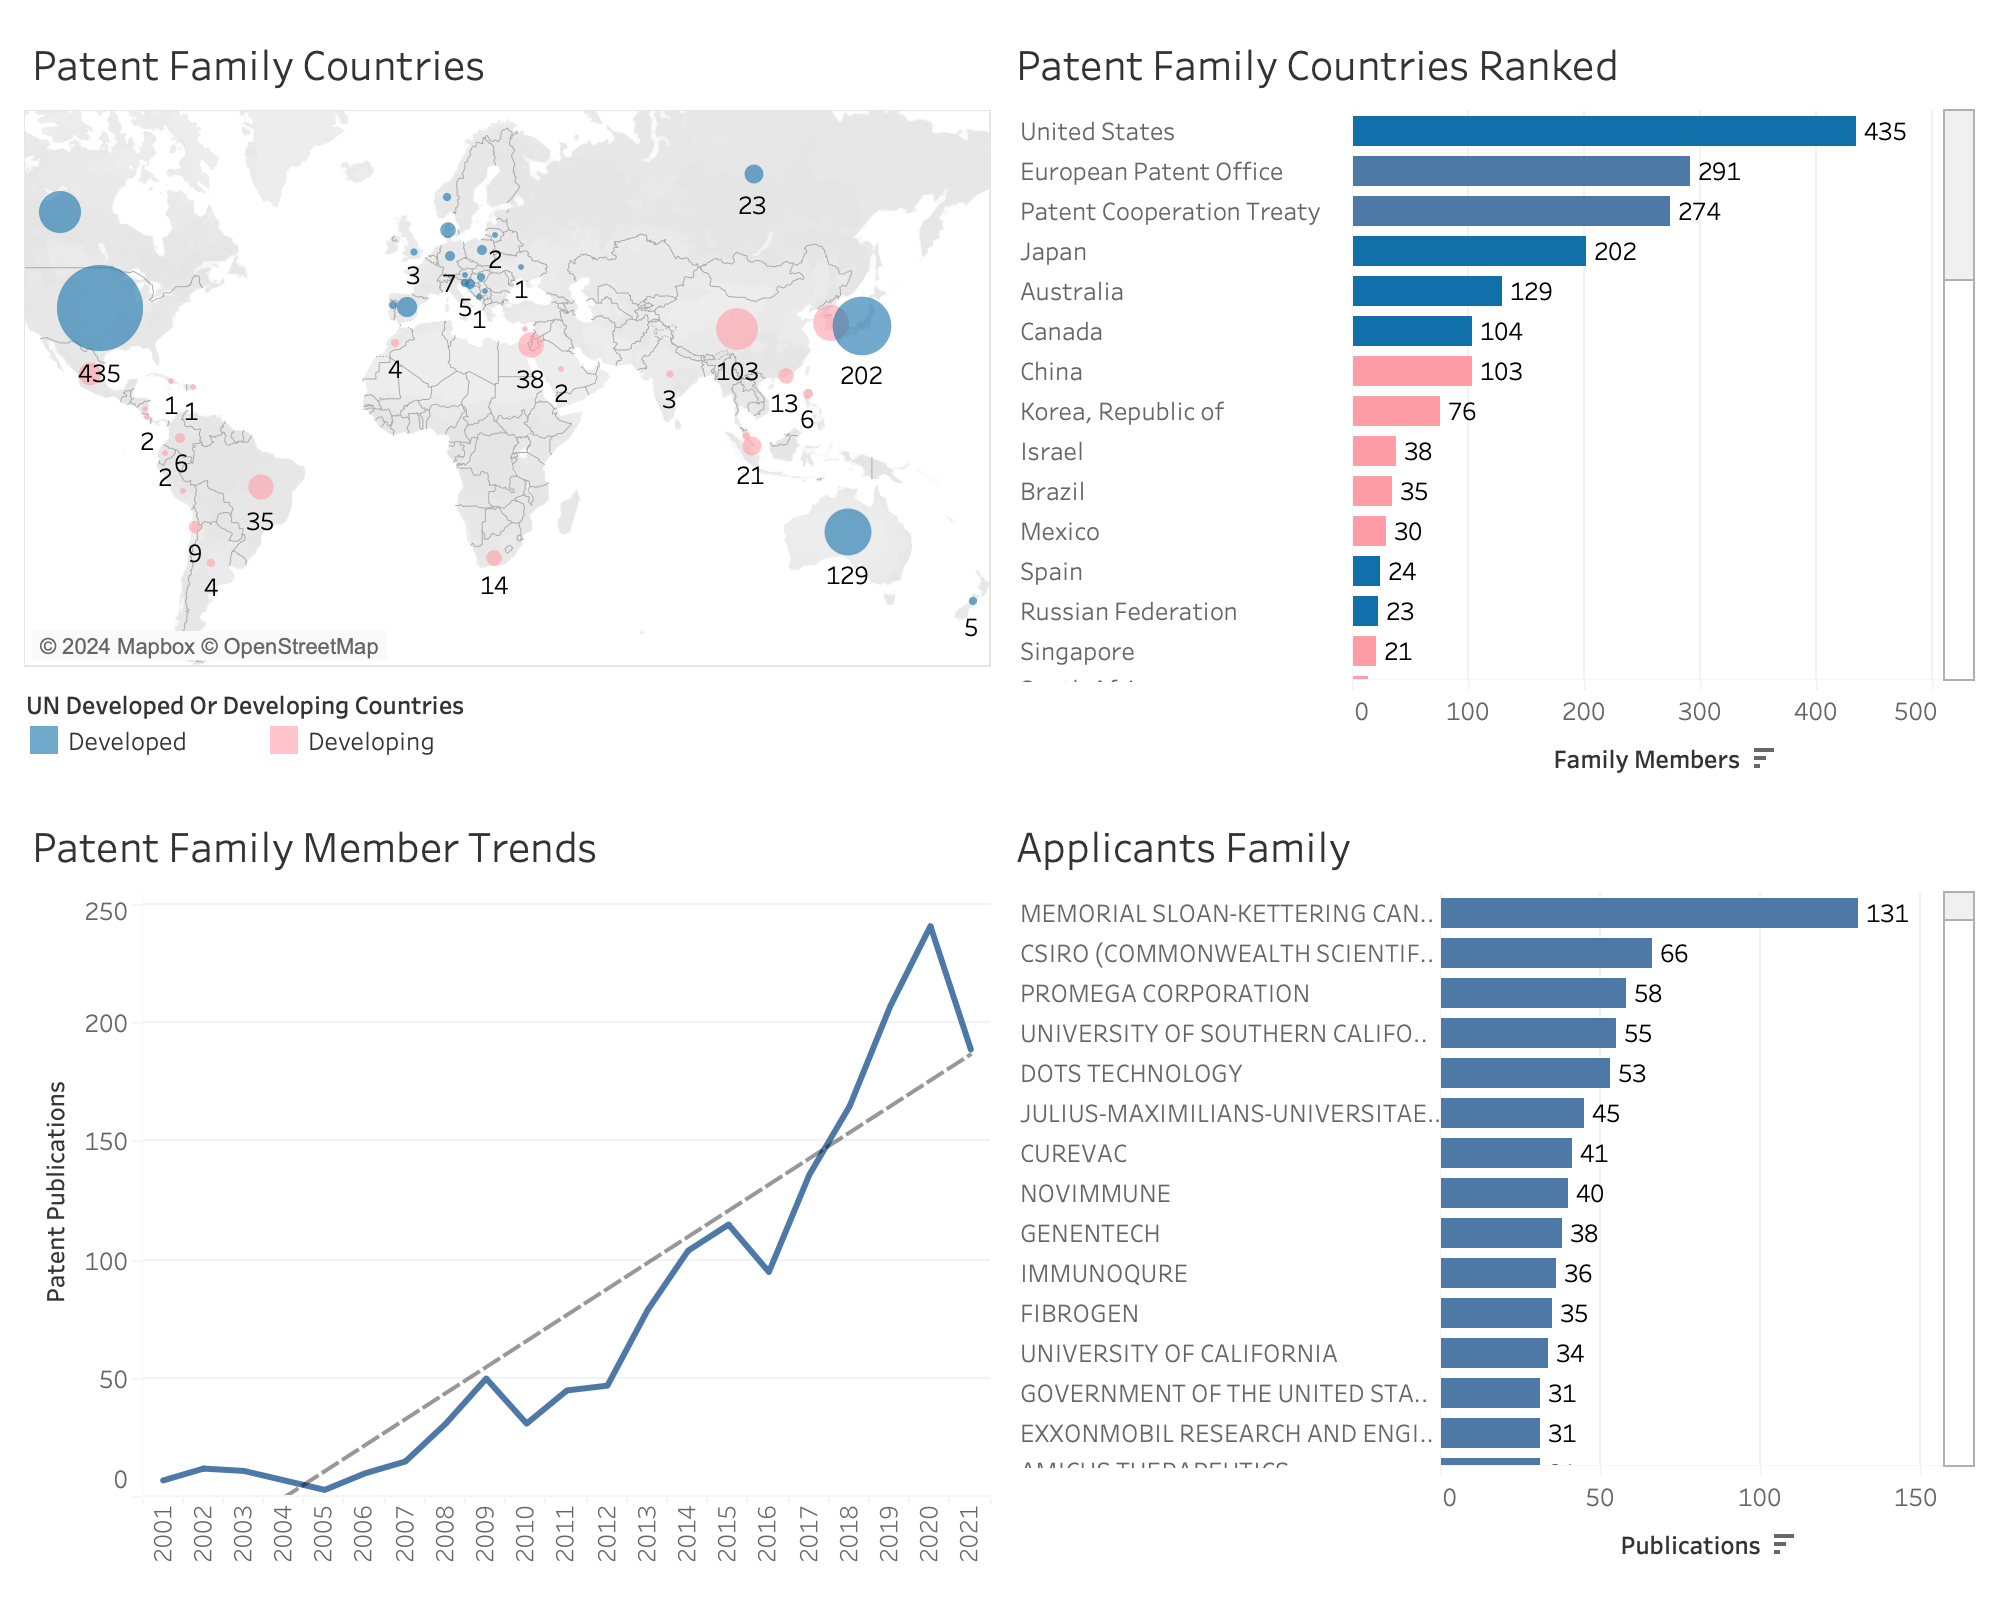 Patent Family Countries
23
3
7
2
5
1
1
435
1
1
2
2
6
35
9
4
4
38
2
3
103
13
6
202
21
14
129
5
© 2024 Mapbox © OpenStreetMap
UN Developed Or Developing Countries
Developed
Developing
Patent Family Countries Ranked
United States 435
European Patent Office 291
Patent Cooperation Treaty 274
Japan 202
Australia 129
Canada 104
China 103
Korea, Republic of 76
Israel 38
Brazil 35
Mexico 30
Spain 24
Russian Federation 23
Singapore 21
0 100 200 300 400 500
Family Members
Patent Family Member Trends
Patent Publications
250
200
150
100
50
0
2001 2002 2003 2004 2005 2006 2007 2008 2009 2010 2011 2012 2013 2014 2015 2016 2017 2018 2019 2020 2021
Applicants Family
MEMORIAL SLOAN-KETTERING CAN.. 131
CSIRO (COMMONWEALTH SCIENTIF.. 66
PROMEGA CORPORATION 58
UNIVERSITY OF SOUTHERN CALIFO.. 55
DOTS TECHNOLOGY 53
JULIUS-MAXIMILIANS-UNIVERSITAE.. 45
CUREVAC 41
NOVIMMUNE 40
GENENTECH 38
IMMUNOQURE 36
FIBROGEN 35
UNIVERSITY OF CALIFORNIA 34
GOVERNMENT OF THE UNITED STA.. 31
EXXONMOBIL RESEARCH AND ENGI.. 31
AMICUS THERAPEUTICS
0 50 100 150
Publications